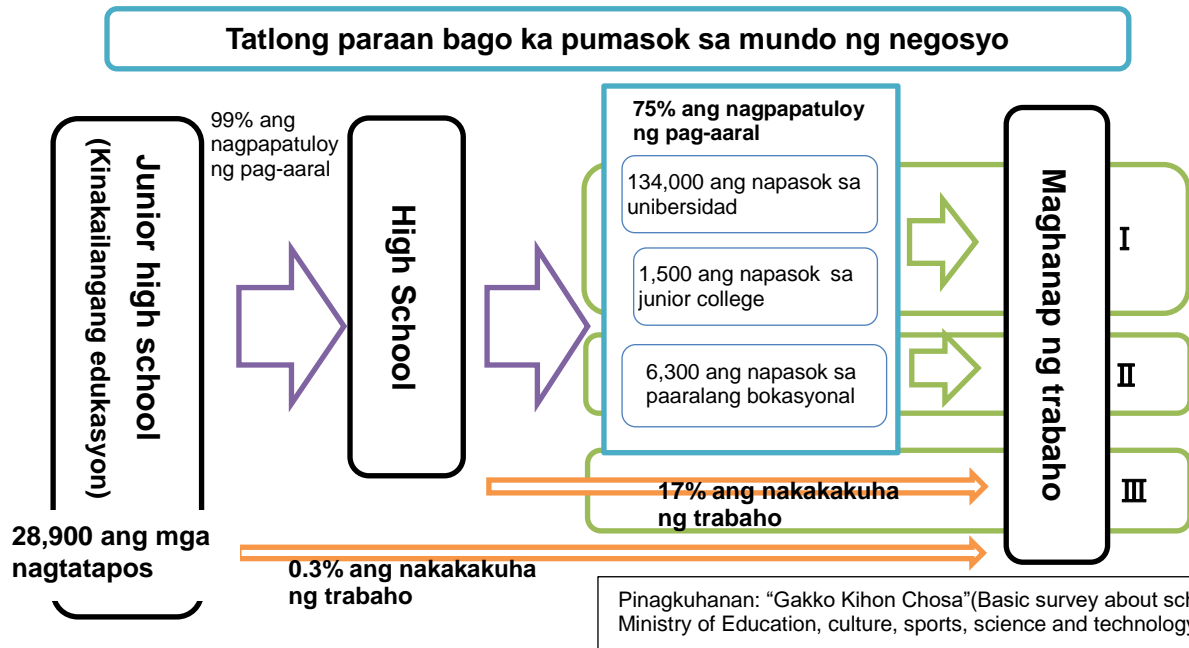 Tatlong paraan bago ka pumasok sa mundo ng negosyo
Junior high school
(Kinakailangang edukasyon)
28,900 ang mga
nagtatapos
99% ang
nagpapatuloy
ng pag-aaral
High School
75% ang nagpapatuloy
ng pag-aaral
134,000 ang napasok sa
unibersidad
1,500 ang napasok sa
junior college
6,300 ang napasok sa
paaralang bokasyonal
Maghanap ng trabaho
I
II
III
17% ang nakakakuha
ng trabaho
0.3% ang nakakakuha
ng trabaho
Pinagkuhanan: “Gakko Kihon Chosa”(Basic survey about
Ministry of Education, culture, sports, science and technology